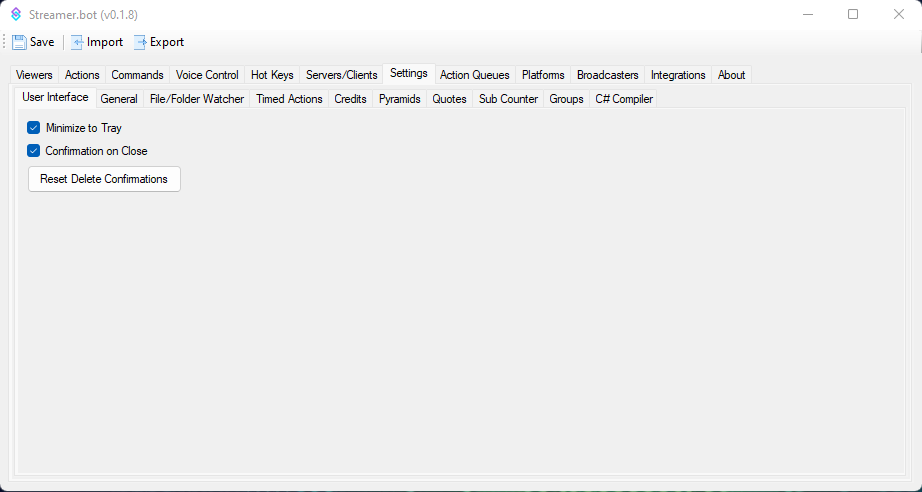 Streamer.bot (v0.1.8)
Save Import Export
Viewers Actions Commands Voice Control Hot Keys Servers/Clients Settings Action Queues Platforms Broadcasters Integrations About
User Interface General File/Folder Watcher Timed Actions Credits Pyramids Quotes Sub Counter Groups C# Compiler
Minimize to Tray
Confirmation on Close
Reset Delete Confirmations